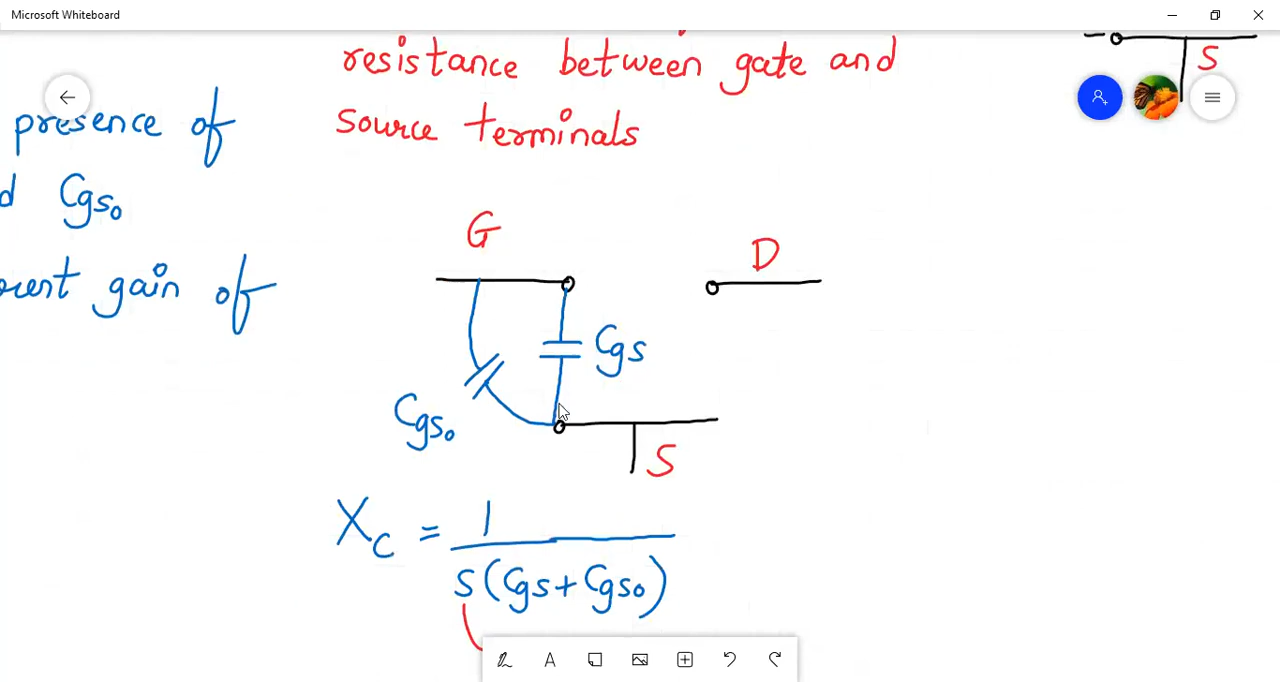 Microsoft Whiteboard
resistance between gate and
source terminals
S
presence of
d Cgso
gain of
G
D
Cgs
Cgso
S
Xc = 1
s(Cgs+Cgso)
A